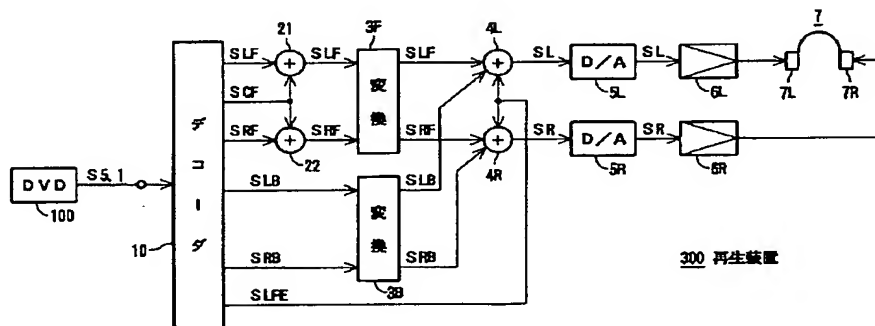 21
3F
4L
7
SLF
SLF
SLF
SL
D/A
SL
5L
6L
7L
7R
SCF
変換
SRF
SRF
SRF
SR
D/A
SR
22
4R
5R
6R
デコーダ
DVD
S5.1
100
SLB
SLB
10
変換
SRB
SRB
3B
300 再生装置
SLFE